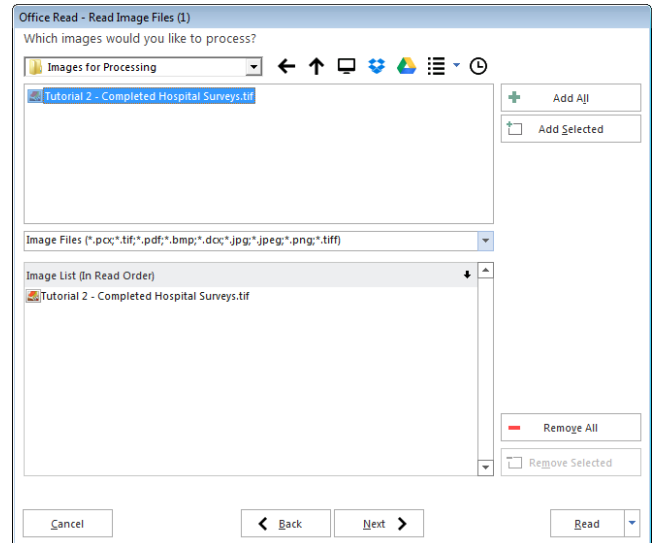 Office Read - Read Image Files (1)
Which images would you like to process?
Images for Processing
Tutorial 2 - Completed Hospital Surveys.tif
Add All
Add Selected
Image Files (*.pcx;*.tif;*.pdf;*.bmp;*.dcx;*.jpg;*.jpeg;*.png;*.tiff)
Image List (In Read Order)
Tutorial 2 - Completed Hospital Surveys.tif
Remove All
Remove Selected
Cancel
Back
Next
Read